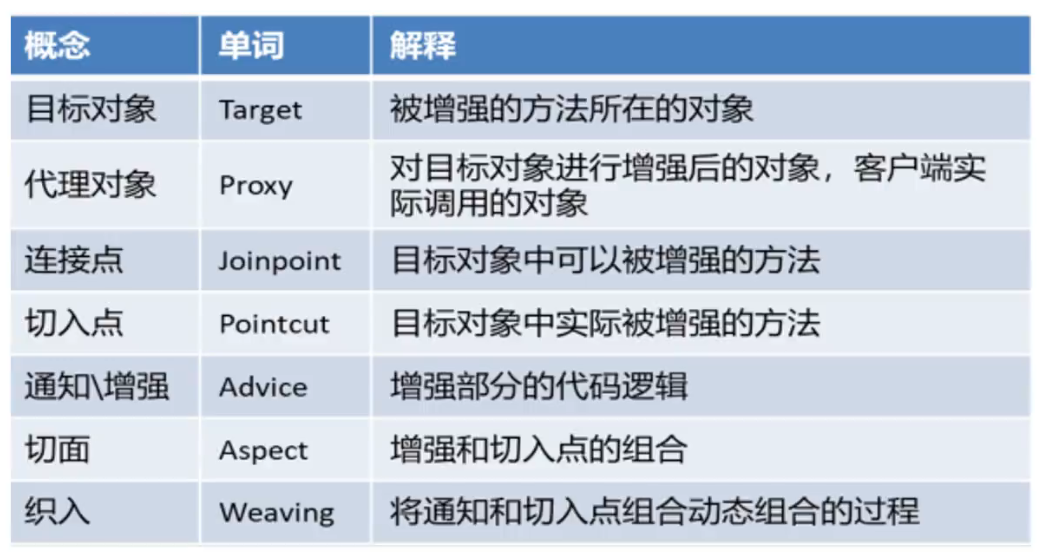 概念 单词 解释
目标对象 Target 被增强的方法所在的对象
代理对象 Proxy 对目标对象进行增强后的对象，客户端实
际调用的对象
连接点 Joinpoint 目标对象中可以被增强的方法
切入点 Pointcut 目标对象中实际被增强的方法
通知\增强 Advice 增强部分的代码逻辑
切面 Aspect 增强和切入点的组合
织入 Weaving 将通知和切入点组合动态组合的过程